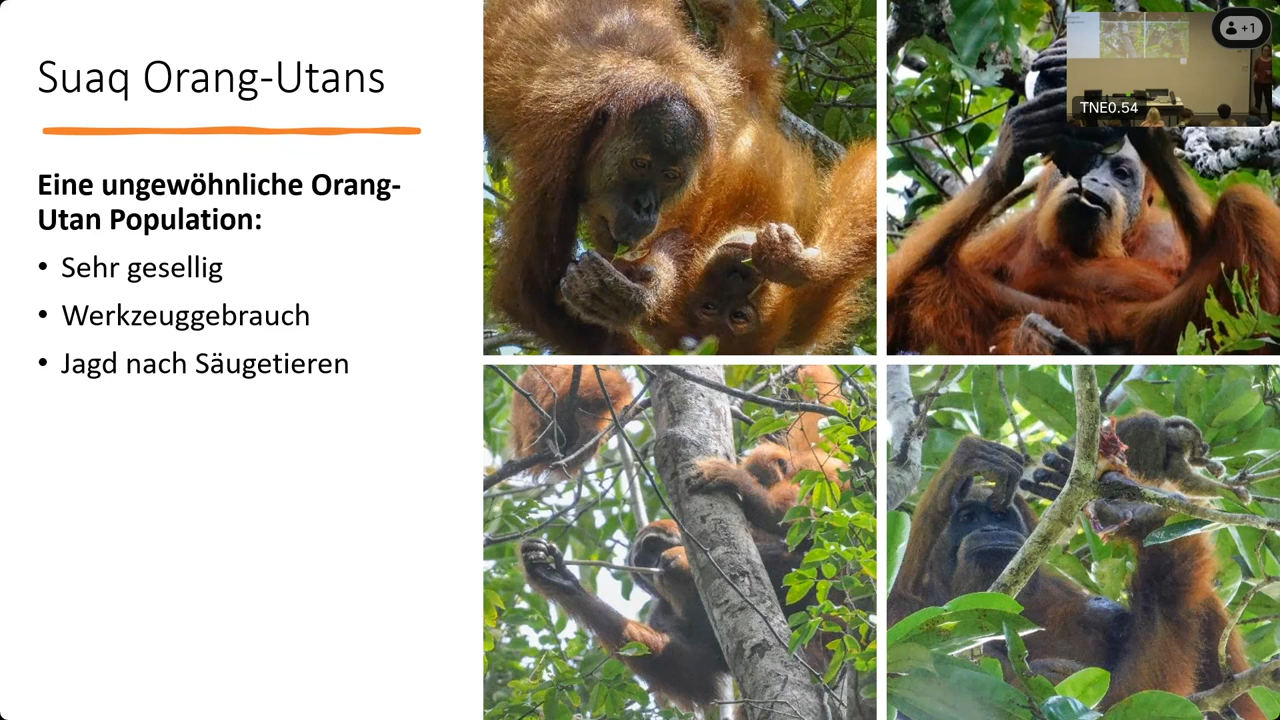 Suaq Orang-Utans
Eine ungewöhnliche Orang-
Utan Population:
• Sehr gesellig
• Werkzeuggebrauch
• Jagd nach Säugetieren
+1
TNE0.54